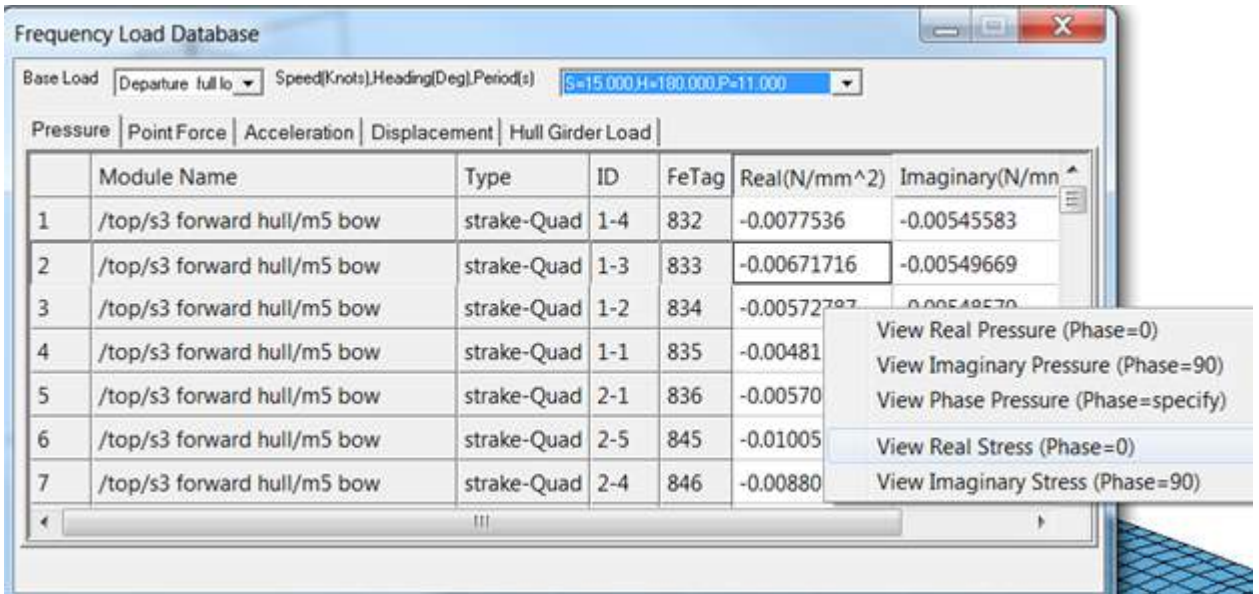 Frequency Load Database
Base Load Departure full lo Speed(Knots),Heading(Deg),Period(s) S=15.000,H=180.000,P=11.000
Pressure Point Force Acceleration Displacement Hull Girder Load
Module Name Type ID FeTag Real(N/mm^2) Imaginary(N/mm
1 /top/s3 forward hull/m5 bow strake-Quad 1-4 832 -0.0077536 -0.00545583
2 /top/s3 forward hull/m5 bow strake-Quad 1-3 833 -0.00671716 -0.00549669
3 /top/s3 forward hull/m5 bow strake-Quad 1-2 834 -0.00572787 -0.00548570
4 /top/s3 forward hull/m5 bow strake-Quad 1-1 835 -0.00481
5 /top/s3 forward hull/m5 bow strake-Quad 2-1 836 -0.00570
6 /top/s3 forward hull/m5 bow strake-Quad 2-5 845 -0.01005
7 /top/s3 forward hull/m5 bow strake-Quad 2-4 846 -0.00880
View Real Pressure (Phase=0)
View Imaginary Pressure (Phase=90)
View Phase Pressure (Phase=specify)
View Real Stress (Phase=0)
View Imaginary Stress (Phase=90)